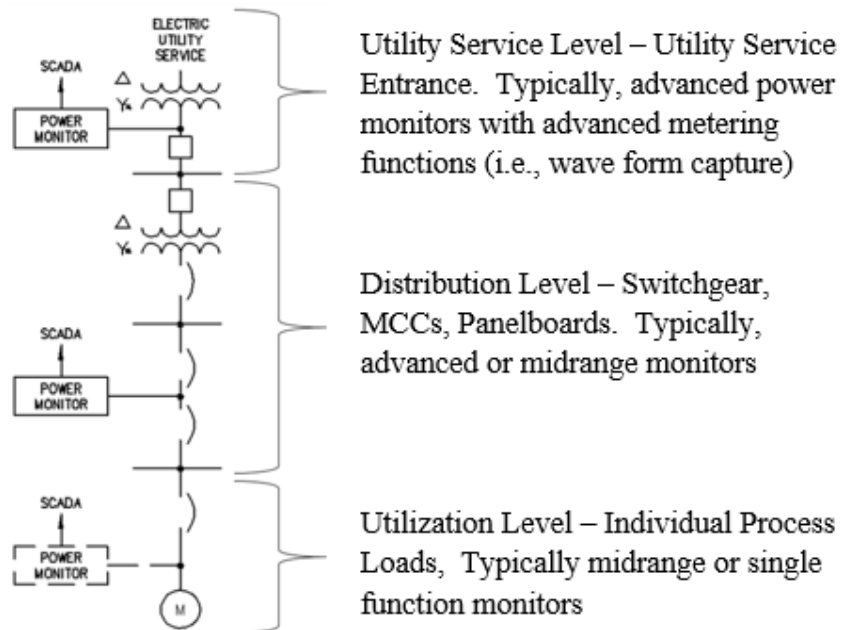 ELECTRIC
UTILITY
SERVICE
SCADA
POWER
MONITOR
Δ
Y
Utility Service Level – Utility Service
Entrance.  Typically, advanced power
monitors with advanced metering
functions (i.e., wave form capture)
Δ
Y
SCADA
POWER
MONITOR
Distribution Level – Switchgear,
MCCs, Panelboards.  Typically,
advanced or midrange monitors
SCADA
POWER
MONITOR
M
Utilization Level – Individual Process
Loads,  Typically midrange or single
function monitors